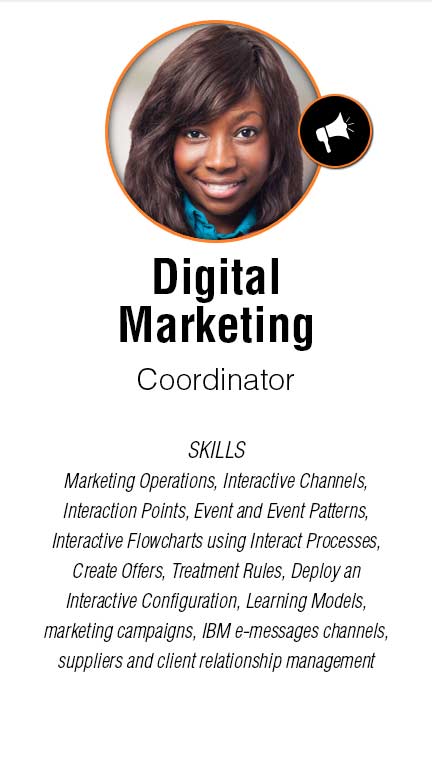 Digital
Marketing
Coordinator
SKILLS
Marketing Operations, Interactive Channels,
Interaction Points, Event and Event Patterns,
Interactive Flowcharts using Interact Processes,
Create Offers, Treatment Rules, Deploy an
Interactive Configuration, Learning Models,
marketing campaigns, IBM e-messages channels,
suppliers and client relationship management